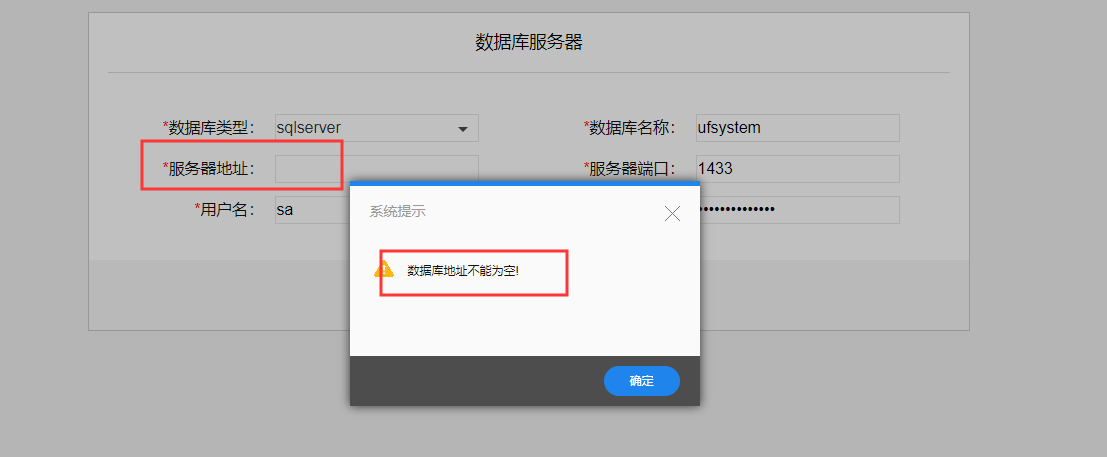 数据库服务器
*数据库类型： sqlserver
*数据库名称： ufsystem
*服务器地址：
*服务器端口： 1433
*用户名： sa
••••••••••••••
系统提示
数据库地址不能为空!
确定